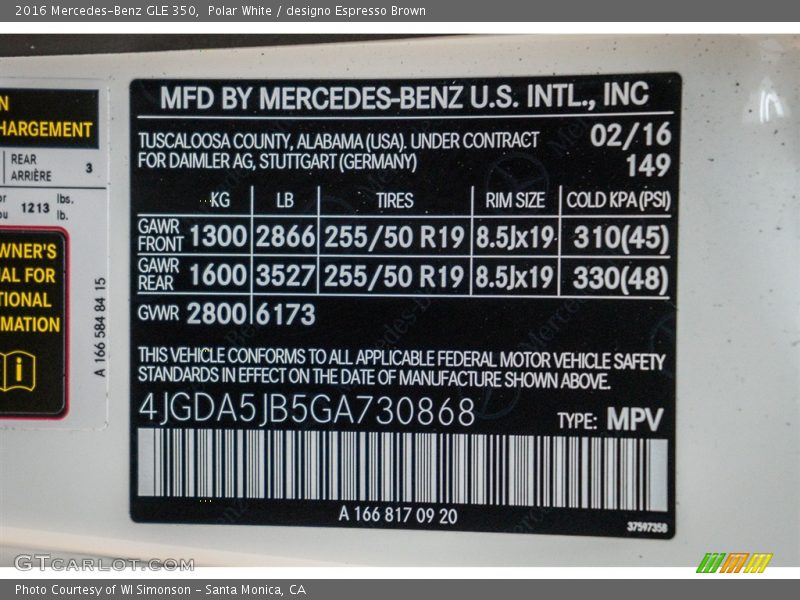 2016 Mercedes-Benz GLE 350,  Polar White / designo Espresso Brown
N
HARGEMENT
REAR
ARRIÈRE 3
or 1213 lbs.
ou lb.
WNER'S
AL FOR
TIONAL
MATION
i
A 166 584 84 15
MFD BY MERCEDES-BENZ U.S. INTL., INC
TUSCALOOSA COUNTY, ALABAMA (USA). UNDER CONTRACT 02/16
FOR DAIMLER AG, STUTTGART (GERMANY) 149
KG LB TIRES RIM SIZE COLD KPA (PSI)
GAWR FRONT 1300 2866 255/50 R19 8.5Jx19 310(45)
GAWR REAR 1600 3527 255/50 R19 8.5Jx19 330(48)
GVWR 2800 6173
THIS VEHICLE CONFORMS TO ALL APPLICABLE FEDERAL MOTOR VEHICLE SAFETY
STANDARDS IN EFFECT ON THE DATE OF MANUFACTURE SHOWN ABOVE.
4JGDA5JB5GA730868 TYPE: MPV
A 166 817 09 20
37597358
GTcarlot.com
Photo Courtesy of WI Simonson - Santa Monica, CA